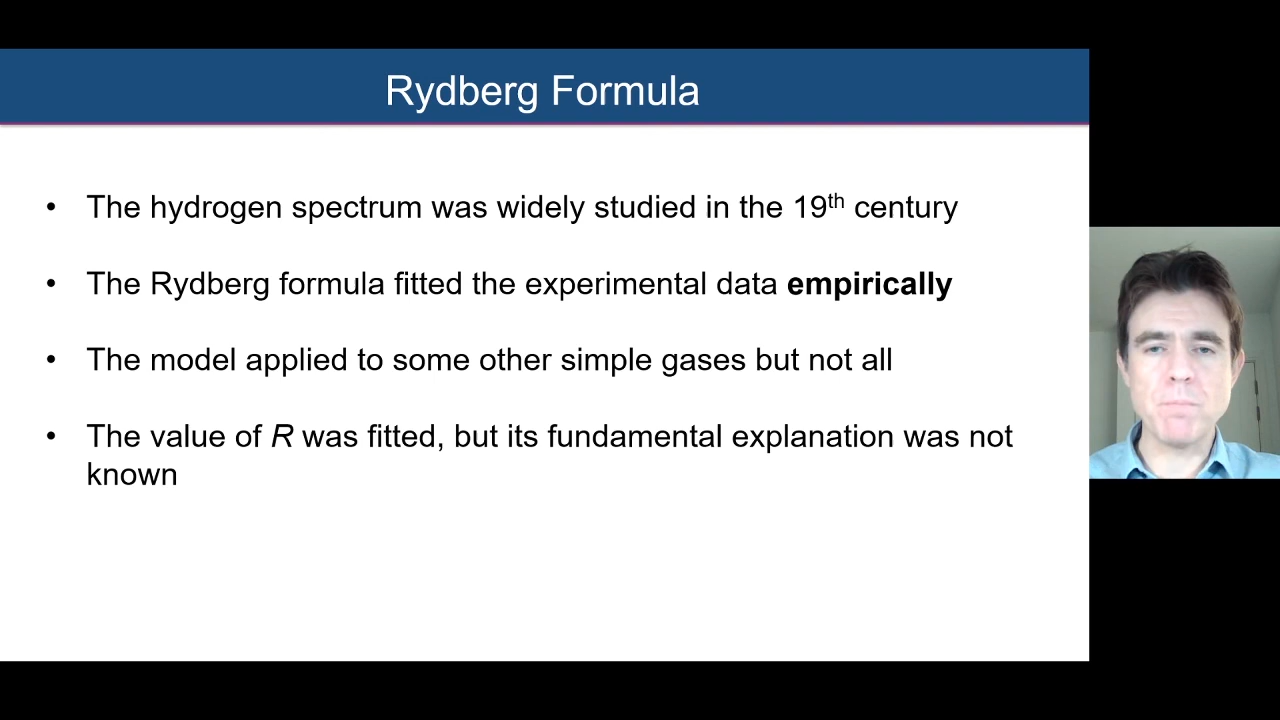 Rydberg Formula
• The hydrogen spectrum was widely studied in the 19th century
• The Rydberg formula fitted the experimental data empirically
• The model applied to some other simple gases but not all
• The value of R was fitted, but its fundamental explanation was not
known